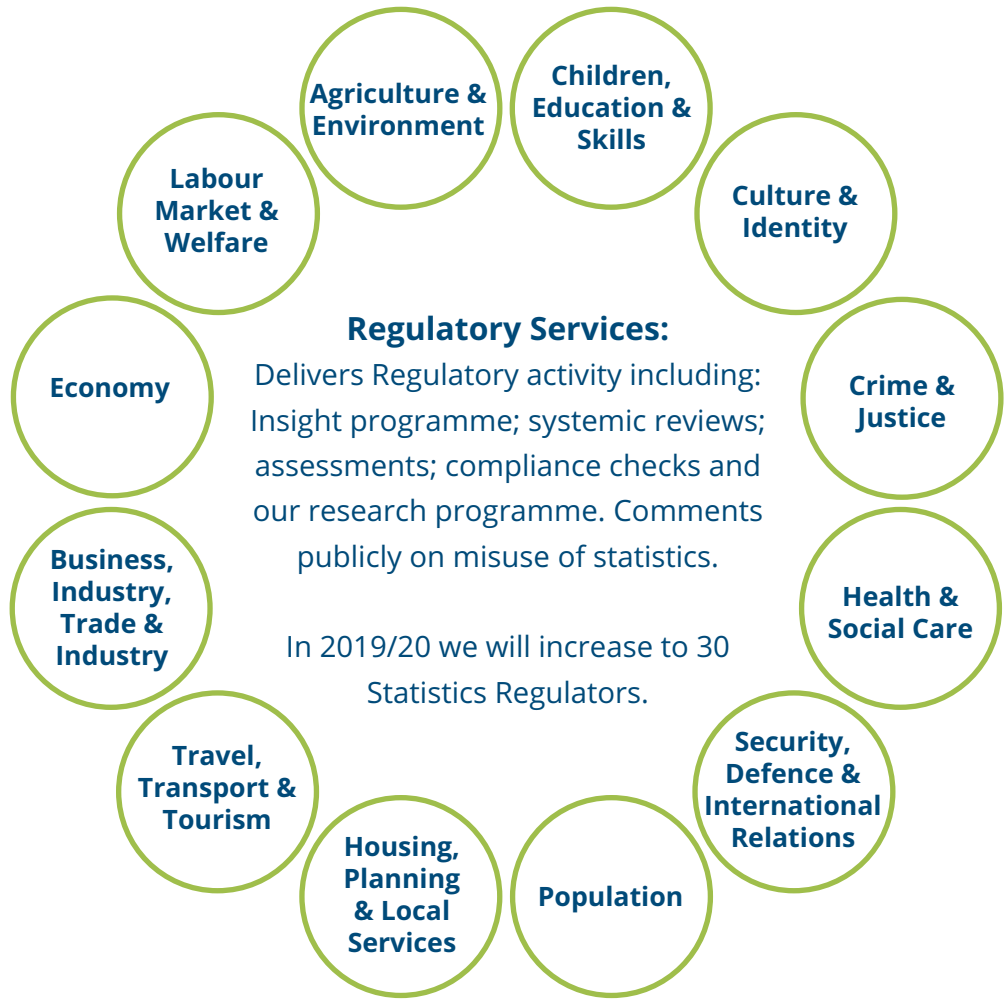 Agriculture &
Environment
Children,
Education &
Skills
Culture &
Identity
Crime &
Justice
Health &
Social Care
Security,
Defence &
International
Relations
Population
Housing,
Planning
& Local
Services
Travel,
Transport &
Tourism
Business,
Industry,
Trade &
Industry
Economy
Labour
Market &
Welfare
Regulatory Services:
Delivers Regulatory activity including:
Insight programme; systemic reviews;
assessments; compliance checks and
our research programme. Comments
publicly on misuse of statistics.
In 2019/20 we will increase to 30
Statistics Regulators.